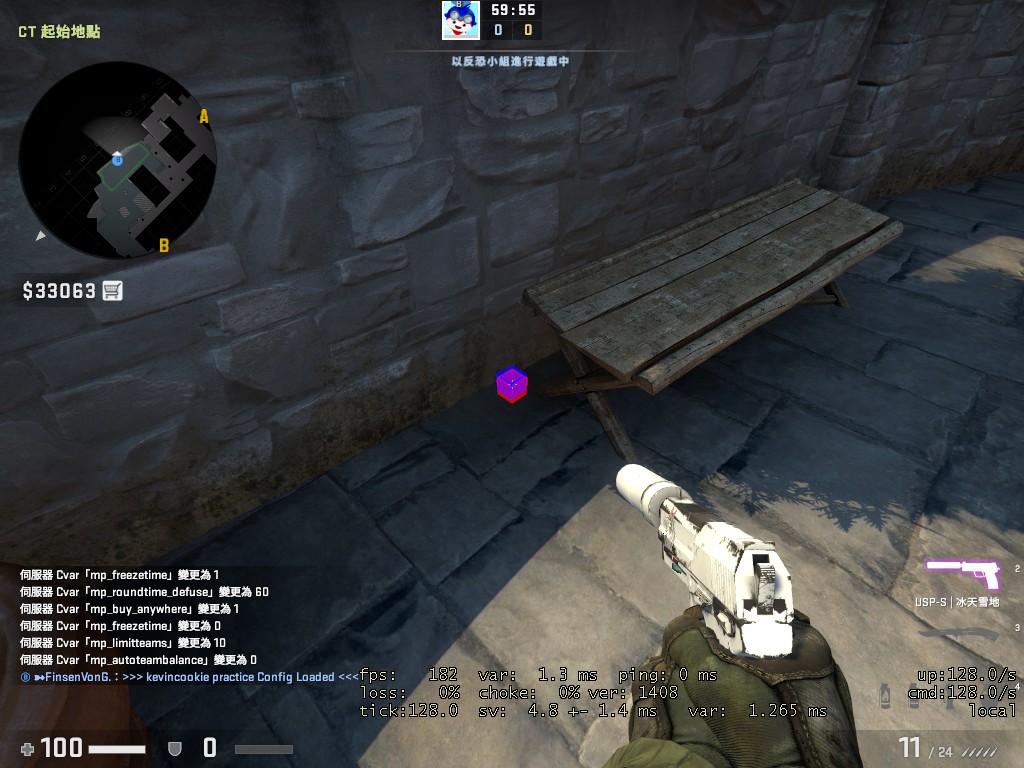 CT 起始地點
59:55
0 0
以反恐小組進行遊戲中
A
B
$33063
伺服器 Cvar「mp_freezetime」變更為 1
伺服器 Cvar「mp_roundtime_defuse」變更為 60
伺服器 Cvar「mp_buy_anywhere」變更為 1
伺服器 Cvar「mp_freezetime」變更為 0
伺服器 Cvar「mp_limitteams」變更為 10
伺服器 Cvar「mp_autoteambalance」變更為 0
➳FinsenVonG. : >>> kevincookie practice Config Loaded <<<
2
USP-S | 冰天雪地
3
fps: 182 var: 1.3 ms ping: 0 ms
up:128.0/s
loss: 0% choke: 0% ver: 1408
cmd:128.0/s
tick:128.0 sv: 4.8 +- 1.4 ms var: 1.265 ms
local
100
0
11 / 24